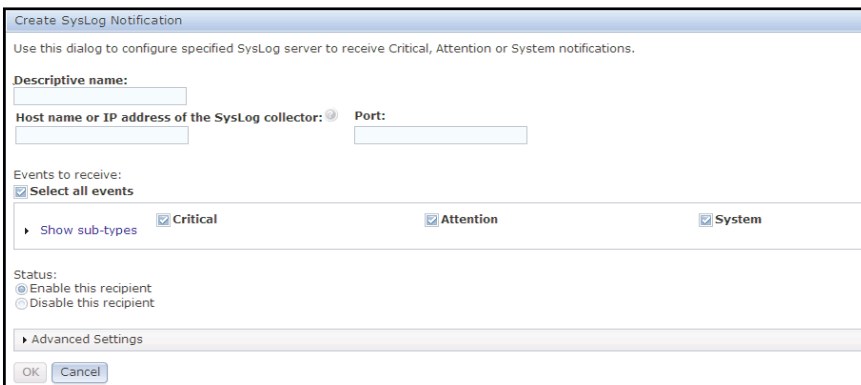 Create SysLog Notification
Use this dialog to configure specified SysLog server to receive Critical, Attention or System notifications.
Descriptive name:
Host name or IP address of the SysLog collector: Port:
Events to receive:
Select all events
Critical Attention System
Show sub-types
Status:
Enable this recipient
Disable this recipient
Advanced Settings
OK Cancel